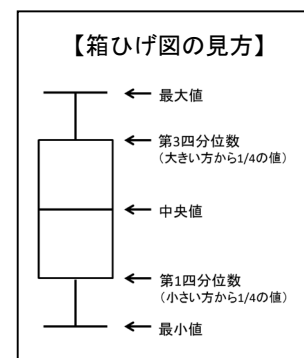 【箱ひげ図の見方】
最大値
第3四分位数
（大きい方から1/4の値）
中央値
第1四分位数
（小さい方から1/4の値）
最小値